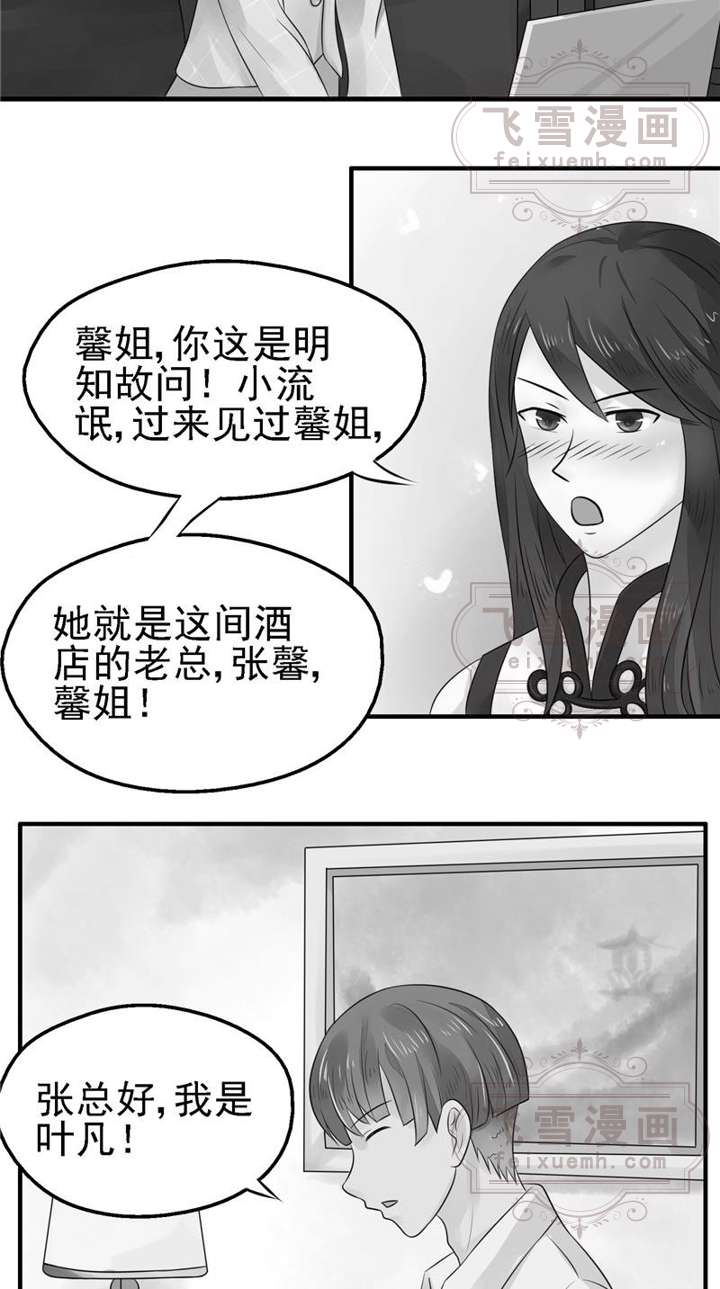 飞雪漫画
feixuemh.com
馨姐,你这是明
知故问！小流
氓,过来见过馨姐,
她就是这间酒
店的老总,张馨,
馨姐！
飞雪漫画
feixuemh.com
张总好,我是
叶凡！
飞雪漫画
feixuemh.com